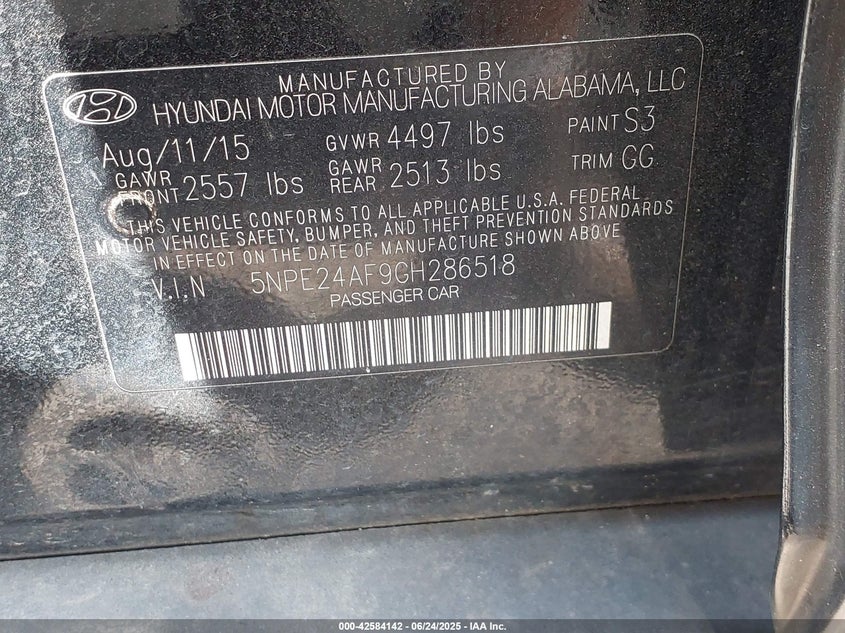 MANUFACTURED BY
HYUNDAI MOTOR MANUFACTURING ALABAMA, LLC
Aug/11/15 GVWR 4497 lbs PAINT S3
GAWR FRONT 2557 lbs GAWR REAR 2513 lbs TRIM GG
THIS VEHICLE CONFORMS TO ALL APPLICABLE U.S.A. FEDERAL
MOTOR VEHICLE SAFETY, BUMPER, AND THEFT PREVENTION STANDARDS
IN EFFECT ON THE DATE OF MANUFACTURE SHOWN ABOVE
V.I.N 5NPE24AF9GH286518
PASSENGER CAR
000-42584142 - 06/24/2025 - IAA Inc.